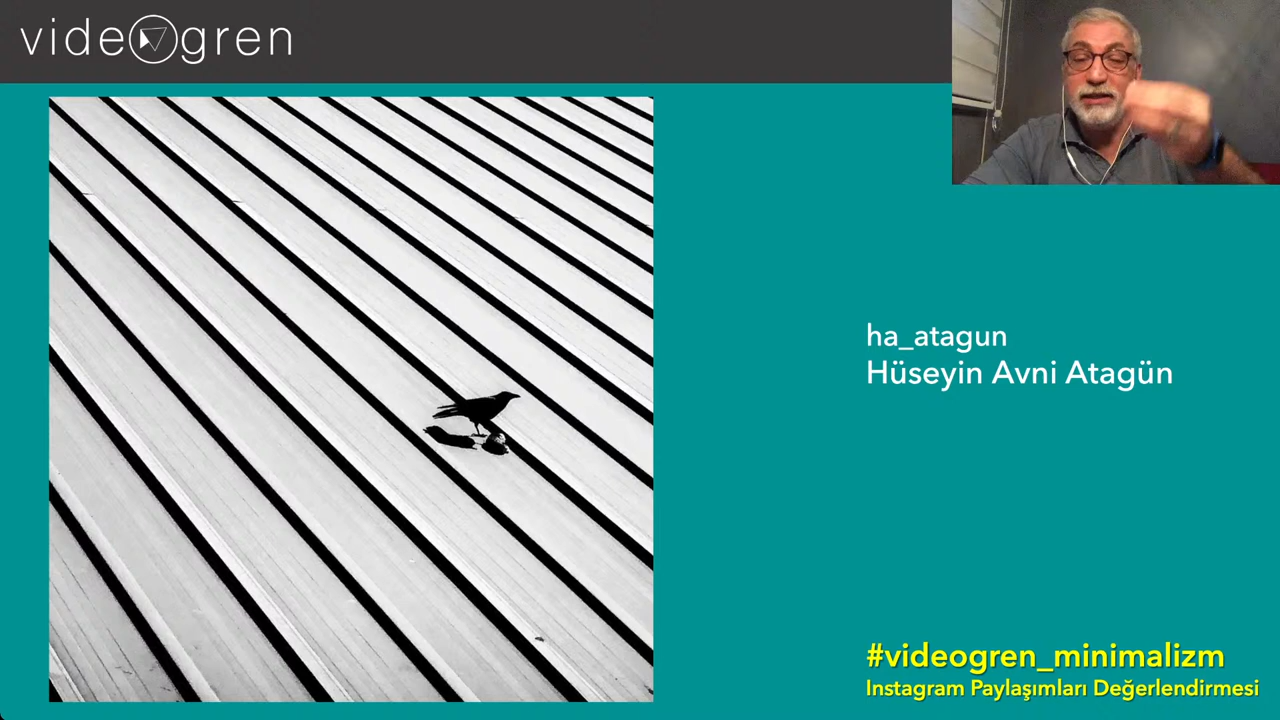 videogren
ha_atagun
Hüseyin Avni Atagün
#videogren_minimalizm
Instagram Paylaşımları Değerlendirmesi